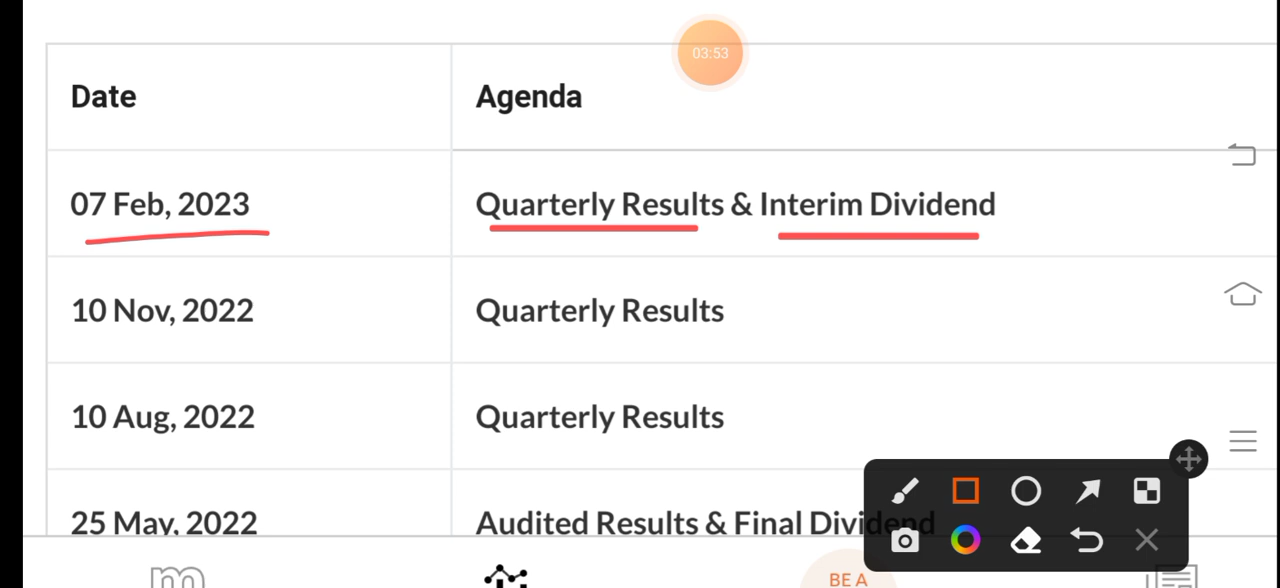 03:53
Date Agenda
07 Feb, 2023 Quarterly Results & Interim Dividend
10 Nov, 2022 Quarterly Results
10 Aug, 2022 Quarterly Results
25 May, 2022 Audited Results & Final Dividend
m BE A